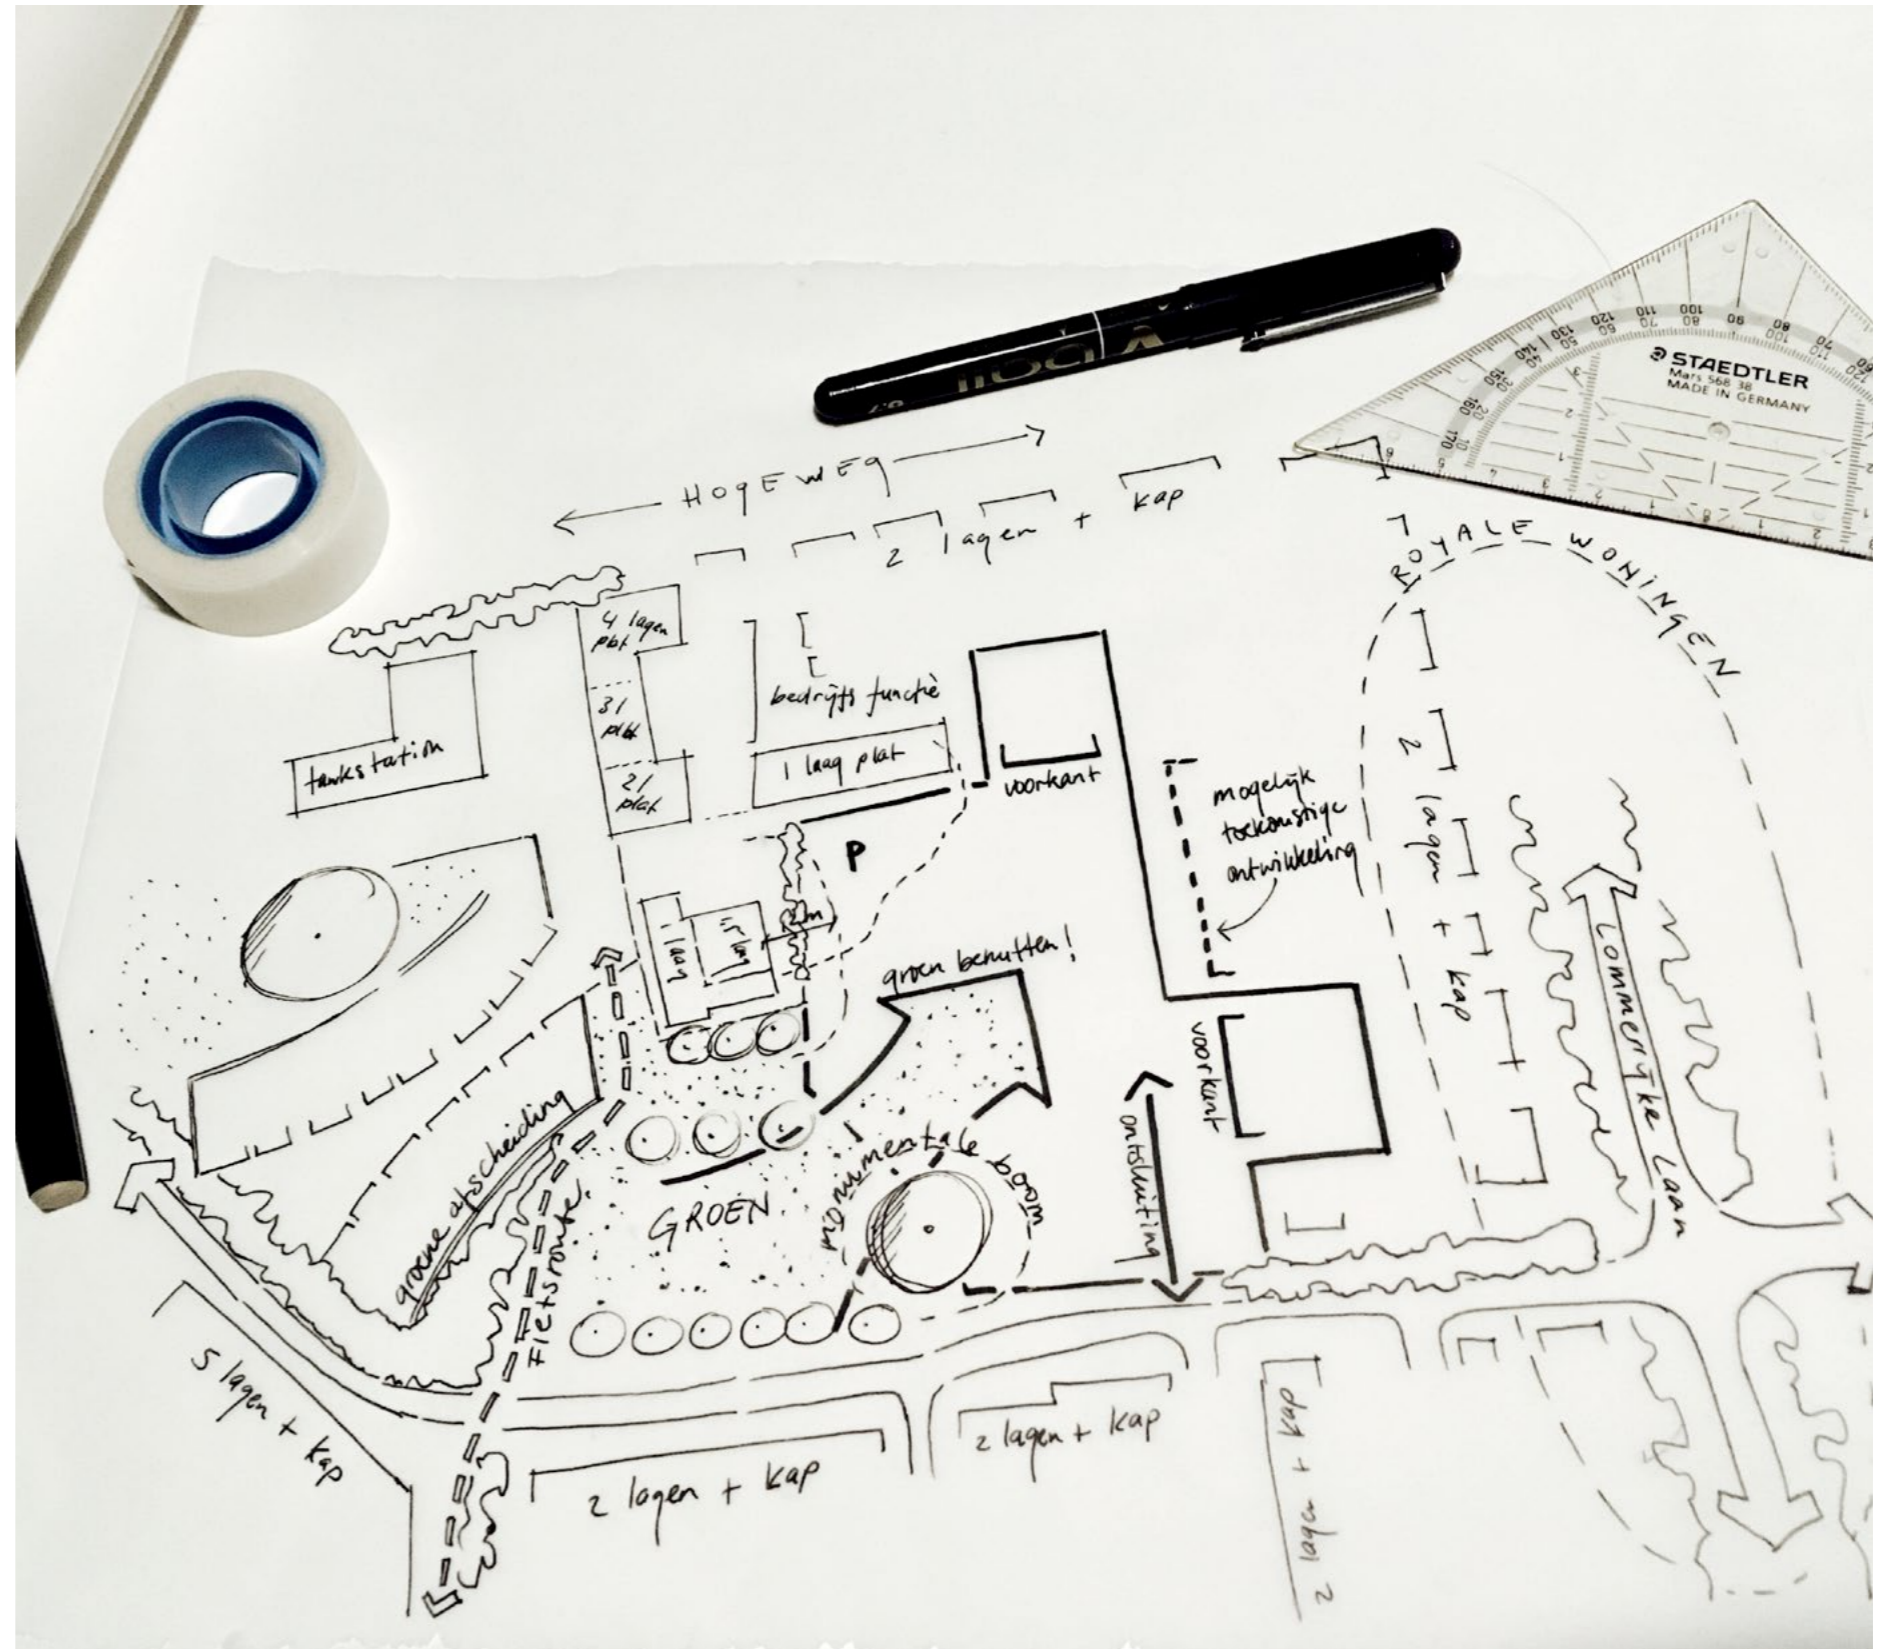 V BALL
0.7
STAEDTLER
Mars 568 38
MADE IN GERMANY
HOGEWEG
2 lagen + kap
ROYALE WONINGEN
4 lagen
plat
3 l
plat
2 l
plat
bedrijfs functie
1 laag plat
tankstation
voorkant
mogelijk
toekomstige
ontwikkeling
P
1 laag
groen benutten!
2 lagen + kap
LOMMERIJKE LAAN
voorkant
ontsluiting
monumentale boom
GROEN
groene afscheiding
Fietsroute
5 lagen + kap
2 lagen + kap
2 lagen + kap
2 lagen + kap